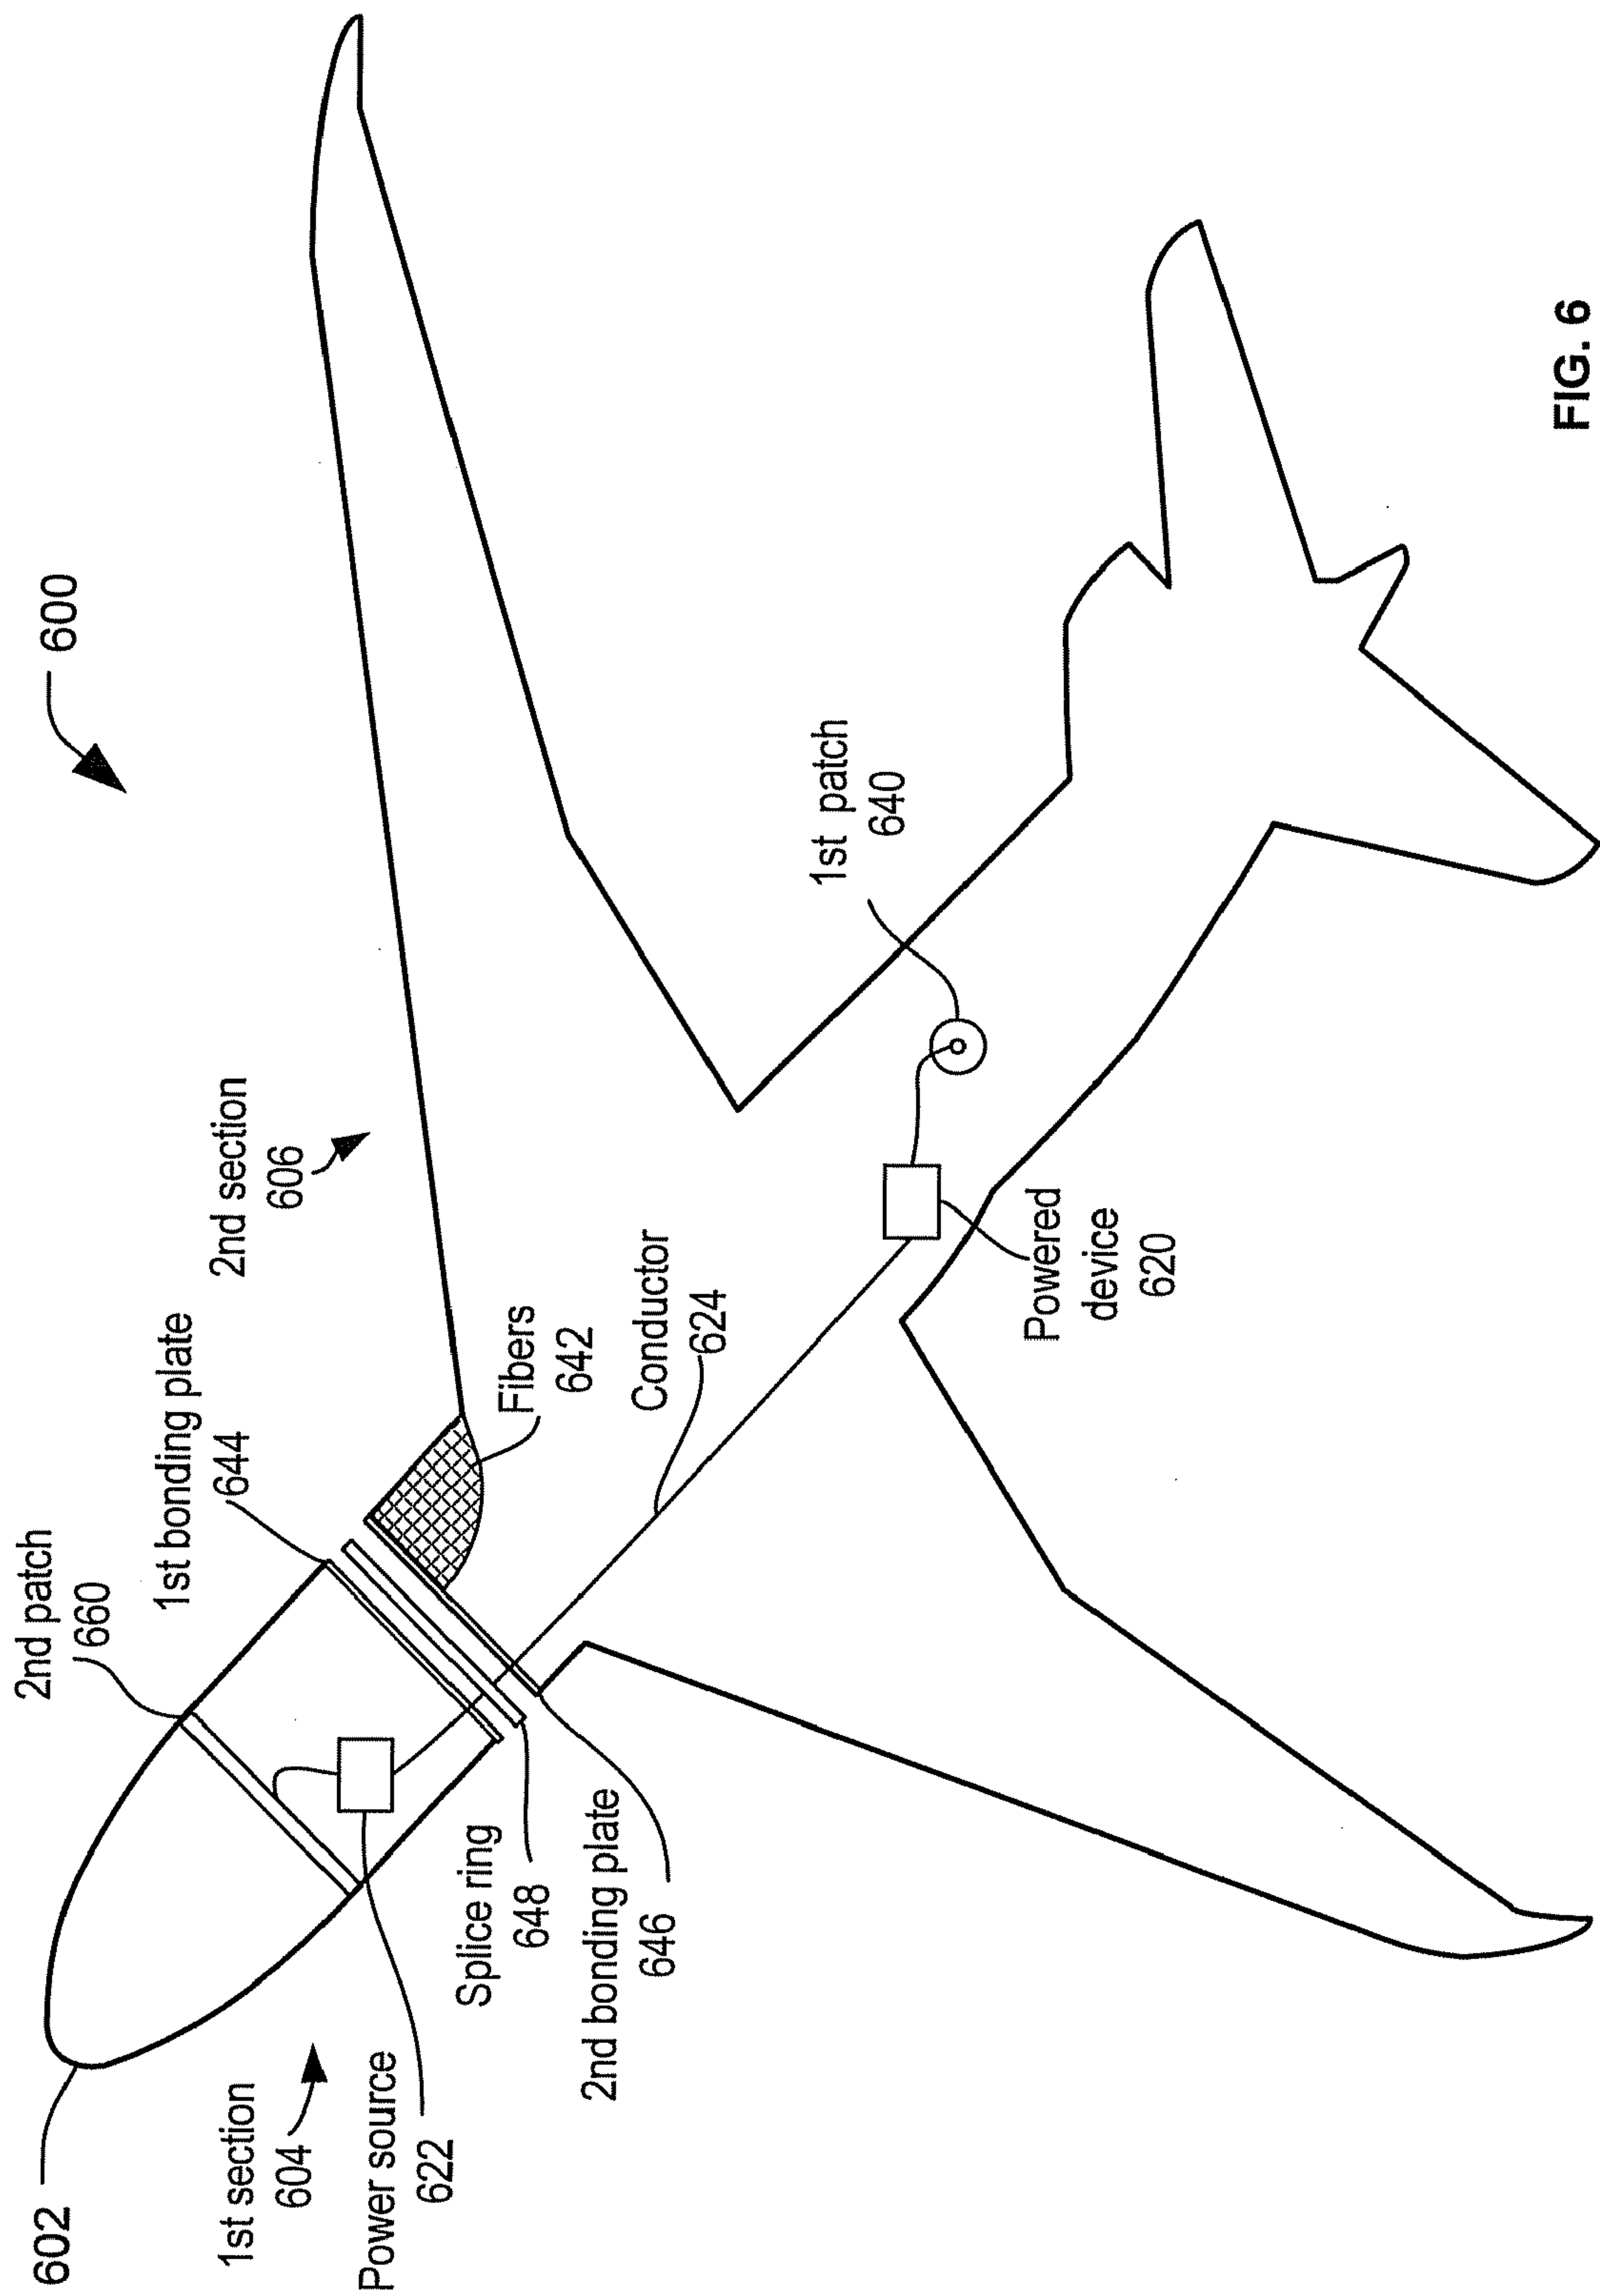 600
602
2nd patch
660
1st bonding plate
644
2nd section
606
1st section
604
Power source
622
Fibers
642
Splice ring
648
Conductor
624
2nd bonding plate
646
1st patch
640
Powered
device
620
FIG. 6